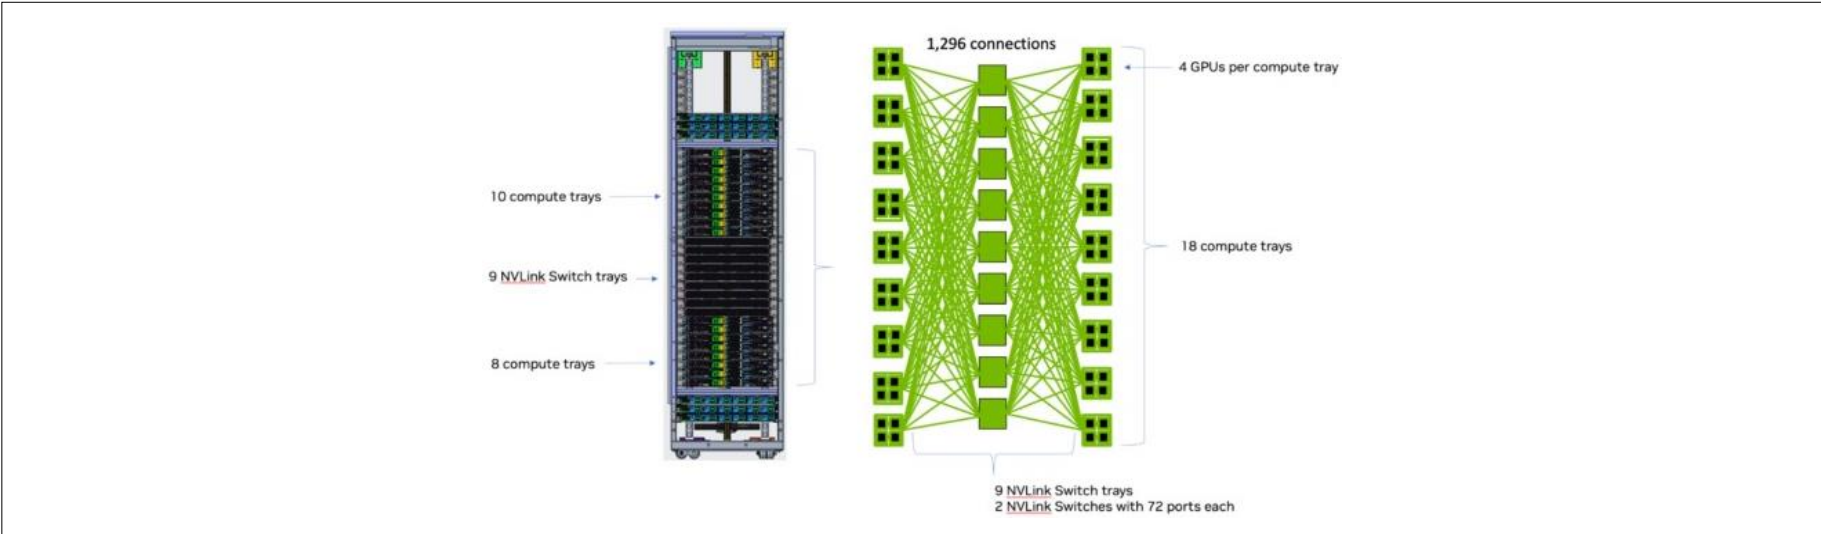 1,296 connections
4 GPUs per compute tray
10 compute trays
18 compute trays
9 NVLink Switch trays
8 compute trays
9 NVLink Switch trays
2 NVLink Switches with 72 ports each